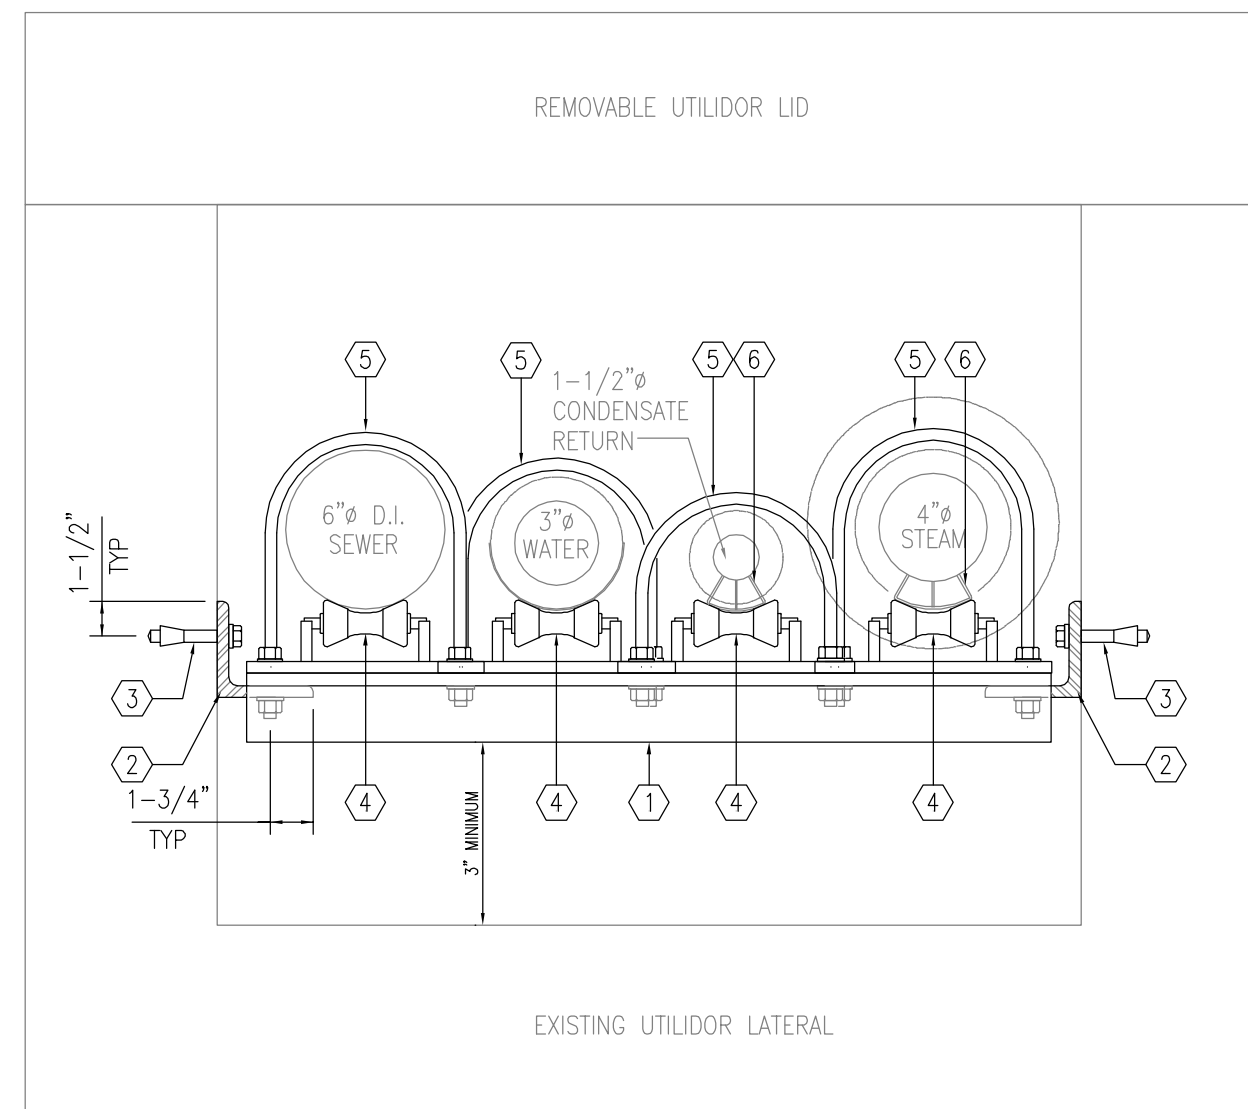 REMOVABLE UTILIDOR LID
5
5
5
6
5
6
1-1/2"ø
CONDENSATE
RETURN
6"ø D.I.
SEWER
3"ø
WATER
4"ø
STEAM
1-1/2"
TYP
3
3
2
2
1-3/4"
TYP
4
4
1
4
4
3" MINIMUM
EXISTING UTILIDOR LATERAL